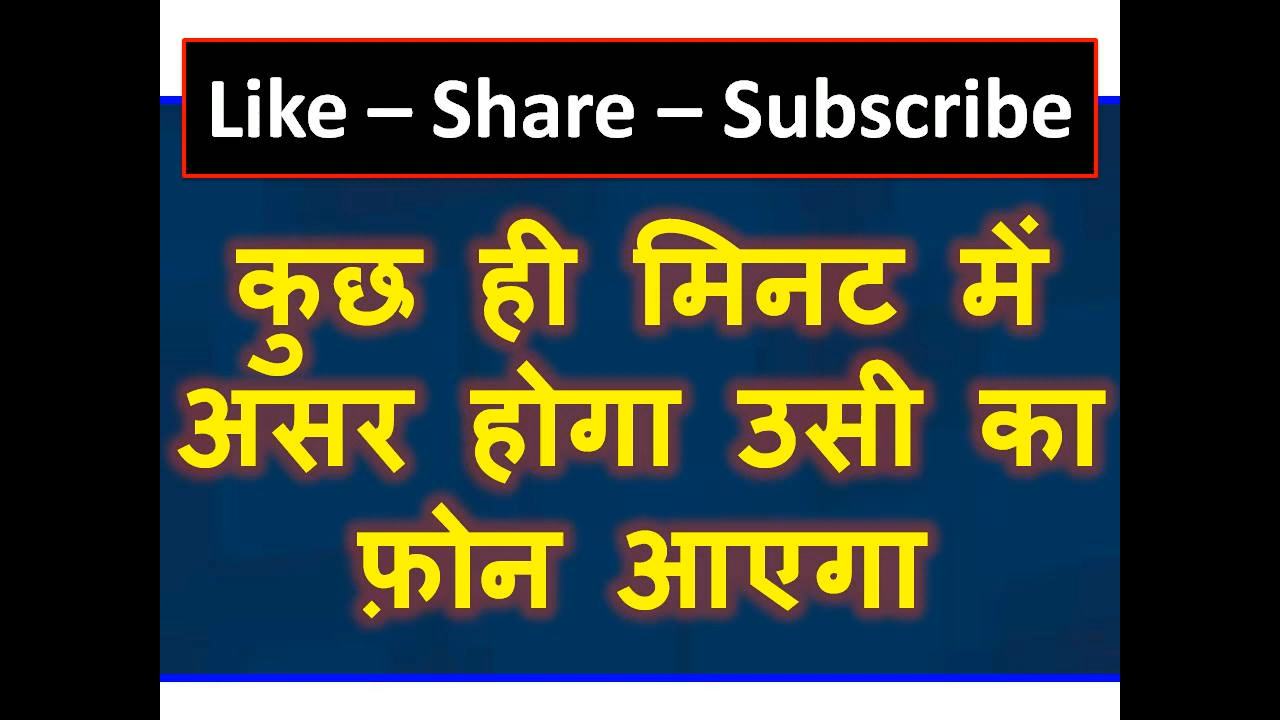 Like – Share – Subscribe
कुछ ही मिनट में
असर होगा उसी का
फ़ोन आएगा